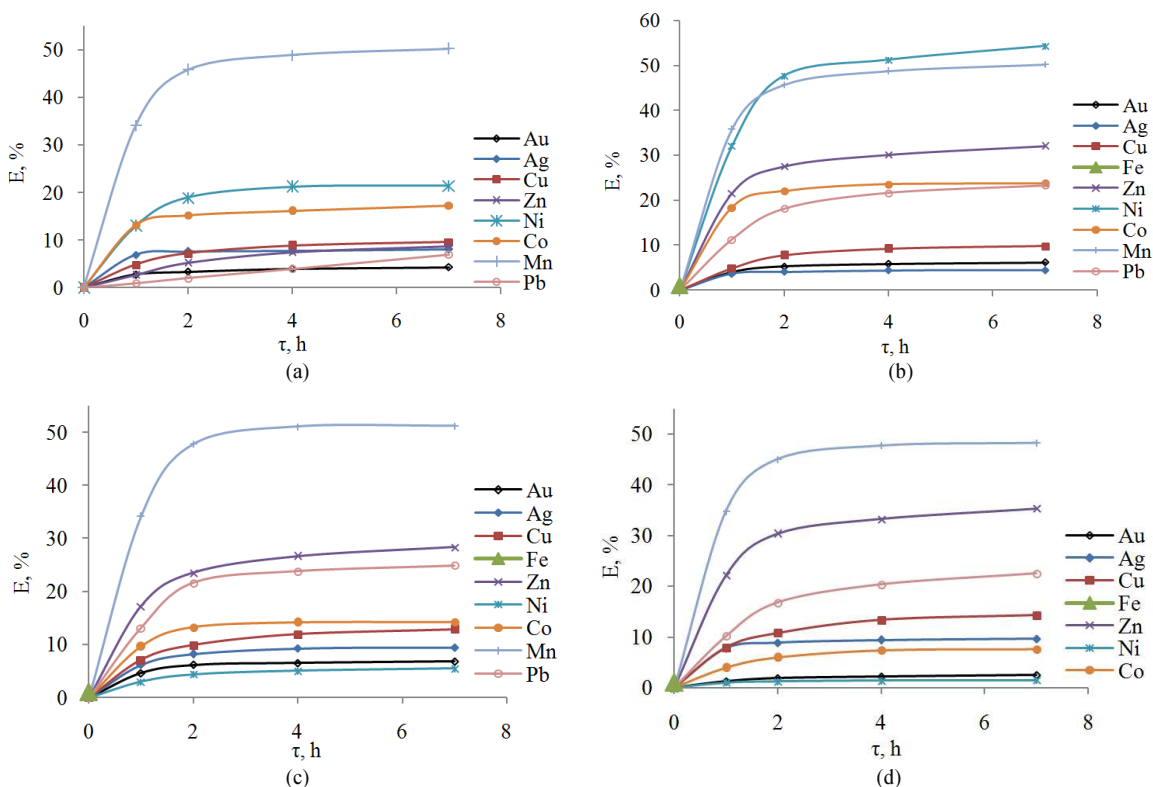 E, %
50
40
30
20
10
0
0 2 4 6 8
τ, h
Au
Ag
Cu
Zn
Ni
Co
Mn
Pb
(a)
E, %
60
50
40
30
20
10
0
0 2 4 6 8
τ, h
Au
Ag
Cu
Fe
Zn
Ni
Co
Mn
Pb
(b)
E, %
50
40
30
20
10
0
0 2 4 6 8
τ, h
Au
Ag
Cu
Fe
Zn
Ni
Co
Mn
Pb
(c)
E, %
50
40
30
20
10
0
0 2 4 6 8
τ, h
Au
Ag
Cu
Fe
Zn
Ni
Co
(d)